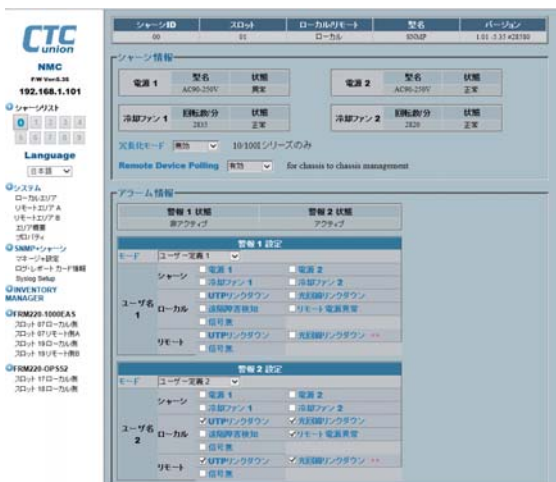 CTC
union
NMC
F/W Ver:5.35
192.168.1.101
シャーシリスト
0 1 2 3 4
5 6 7 8 9
Language
日本語
システム
ローカルエリア
リモートエリア A
リモートエリア B
エリア概要
プロパティ
SNMP+シャーシ
マネージャ設定
ログ・レポート カード情報
Syslog Setup
INVENTORY
MANAGER
FRM220-1000EAS
スロット 07 ローカル側
スロット 07 リモート側A
スロット 18 ローカル側
スロット 18 リモート側B
FRM220-OPS52
スロット 17 ローカル側
スロット 18 ローカル側
シャーシID スロット ローカル/リモート 型名 バージョン
00 01 ローカル SNMP
シャーシ情報
電源 1 型名 状態
AC90-250V 異常
電源 2 型名 状態
AC90-250V 正常
冷却ファン 1 回転数/分 状態
2835 正常
冷却ファン 2 回転数/分 状態
2820 正常
冗長化モード 無効 10/100iシリーズのみ
Remote Device Polling 有効 for chassis to chassis management
アラーム情報
警報 1 状態 警報 2 状態
非アクティブ アクティブ
警報 1 設定
モード ユーザー定義 1
ユーザ名 1
シャーシ 電源 1 電源 2
冷却ファン 1 冷却ファン 2
ローカル UTPリンクダウン 光回線リンクダウン
遠隔障害検知 リモート電源異常
信号無
リモート UTPリンクダウン 光回線リンクダウン **
信号無
警報 2 設定
モード ユーザー定義 2
ユーザ名 2
シャーシ 電源 1 電源 2
冷却ファン 1 冷却ファン 2
ローカル UTPリンクダウン 光回線リンクダウン
遠隔障害検知 リモート電源異常
信号無
リモート UTPリンクダウン 光回線リンクダウン **
信号無